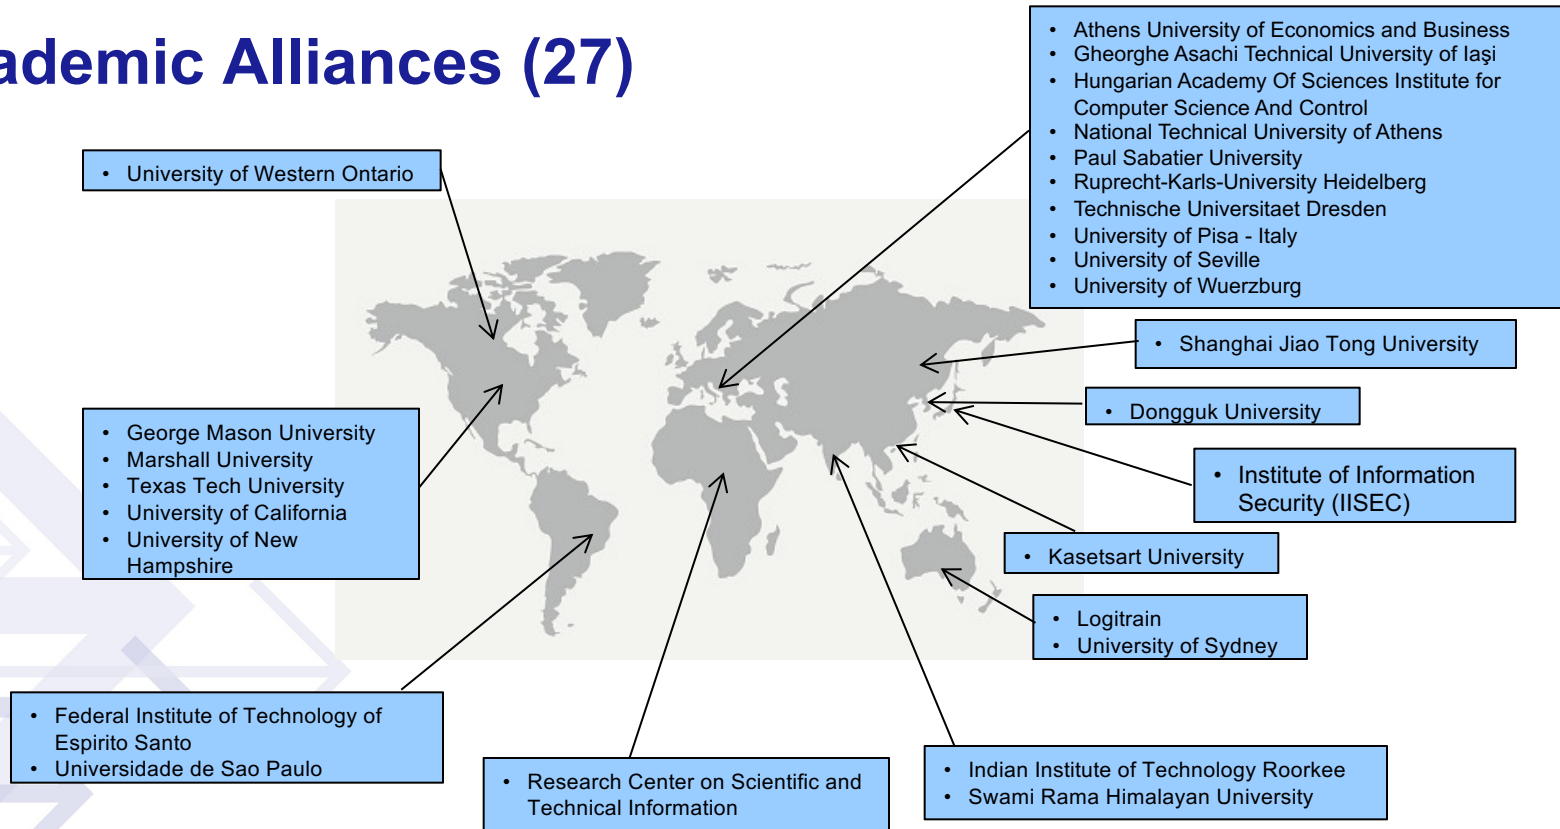 ademic Alliances (27)
• Athens University of Economics and Business
• Gheorghe Asachi Technical University of Iaşi
• Hungarian Academy Of Sciences Institute for
Computer Science And Control
• National Technical University of Athens
• Paul Sabatier University
• Ruprecht-Karls-University Heidelberg
• Technische Universitaet Dresden
• University of Pisa - Italy
• University of Seville
• University of Wuerzburg
• University of Western Ontario
• Shanghai Jiao Tong University
• Dongguk University
• George Mason University
• Marshall University
• Texas Tech University
• University of California
• University of New
Hampshire
• Institute of Information
Security (IISEC)
• Kasetsart University
• Logitrain
• University of Sydney
• Federal Institute of Technology of
Espirito Santo
• Universidade de Sao Paulo
• Research Center on Scientific and
Technical Information
• Indian Institute of Technology Roorkee
• Swami Rama Himalayan University